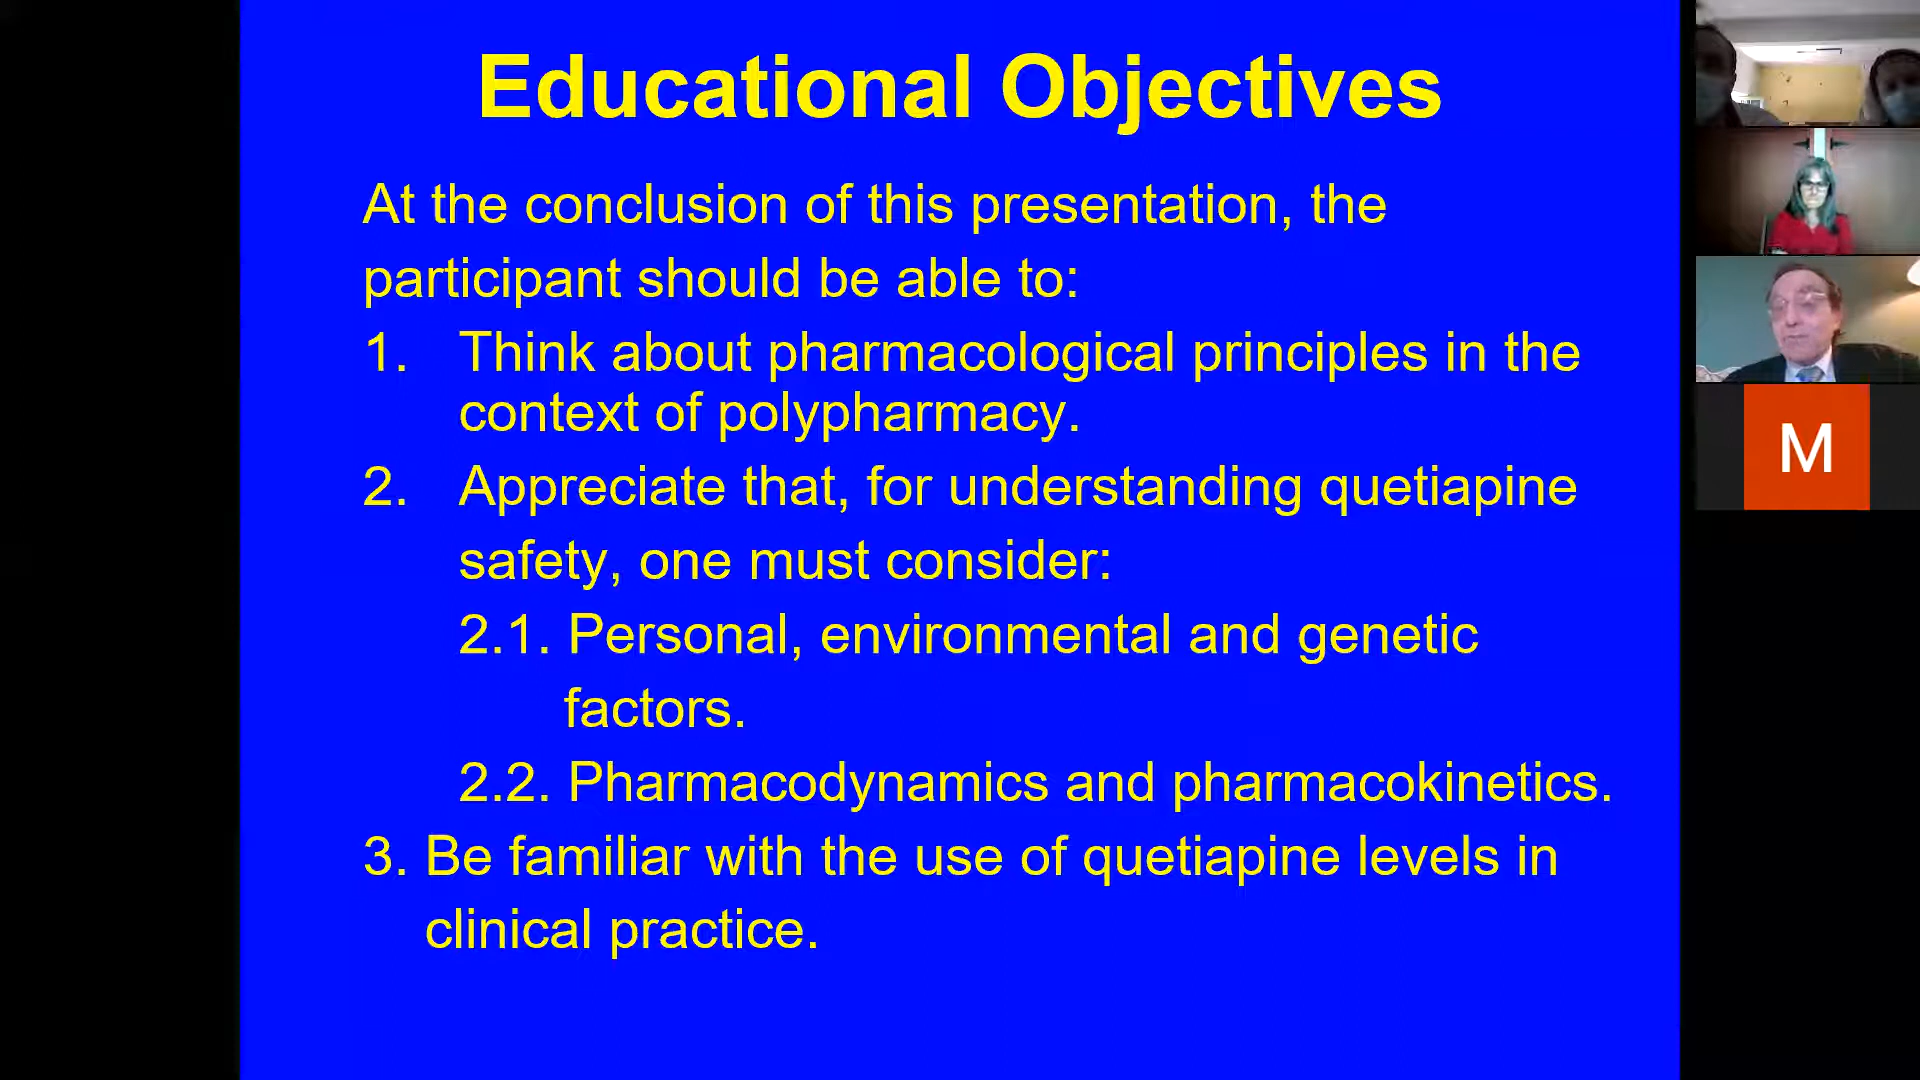 Educational Objectives
At the conclusion of this presentation, the
participant should be able to:
1. Think about pharmacological principles in the
context of polypharmacy.
2. Appreciate that, for understanding quetiapine
safety, one must consider:
2.1. Personal, environmental and genetic
factors.
2.2. Pharmacodynamics and pharmacokinetics.
3. Be familiar with the use of quetiapine levels in
clinical practice.
M